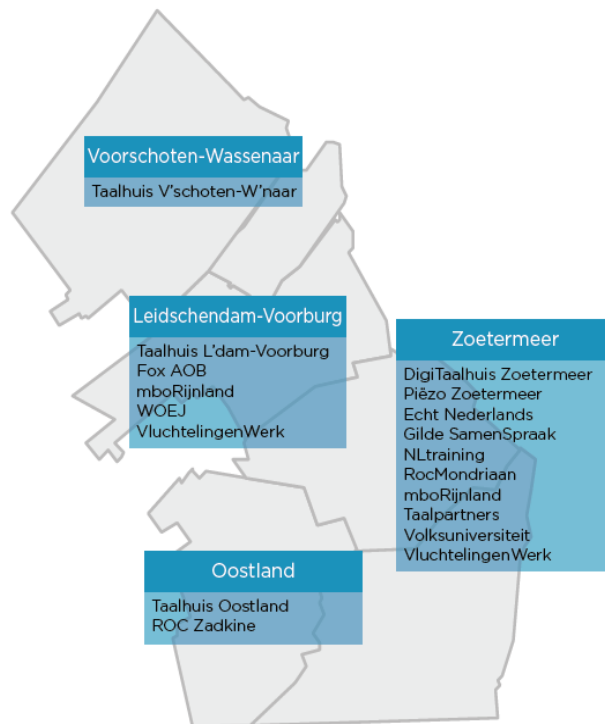 Voorschoten-Wassenaar
Taalhuis V'schoten-W'naar
Leidschendam-Voorburg
Taalhuis L'dam-Voorburg
Fox AOB
mboRijnland
WOEJ
VluchtelingenWerk
Zoetermeer
DigiTaalhuis Zoetermeer
Piëzo Zoetermeer
Echt Nederlands
Gilde SamenSpraak
NLtraining
RocMondriaan
mboRijnland
Taalpartners
Volksuniversiteit
VluchtelingenWerk
Oostland
Taalhuis Oostland
ROC Zadkine